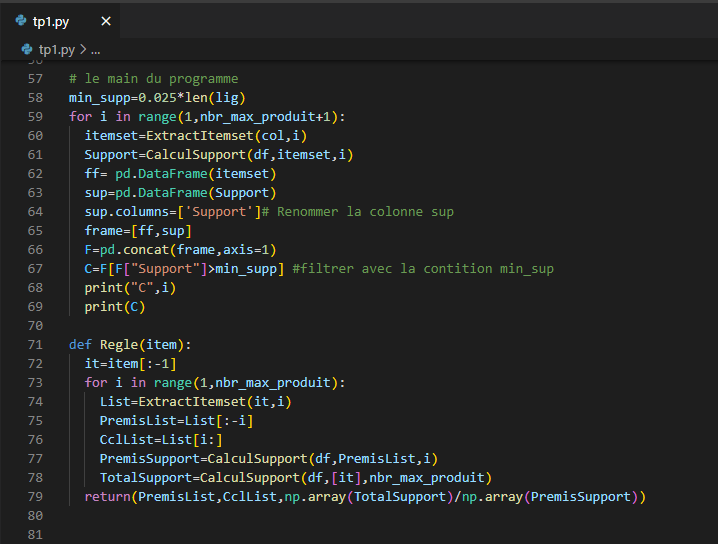 tp1.py ×
tp1.py > ...
56
57 # le main du programme
58 min_supp=0.025*len(lig)
59 for i in range(1,nbr_max_produit+1):
60   itemset=ExtractItemset(col,i)
61   Support=CalculSupport(df,itemset,i)
62   ff= pd.DataFrame(itemset)
63   sup=pd.DataFrame(Support)
64   sup.columns=['Support']# Renommer la colonne sup
65   frame=[ff,sup]
66   F=pd.concat(frame,axis=1)
67   C=F[F["Support"]>min_supp] #filtrer avec la contition min_sup
68   print("C",i)
69   print(C)
70
71 def Regle(item):
72   it=item[:-1]
73   for i in range(1,nbr_max_produit):
74     List=ExtractItemset(it,i)
75     PremisList=List[:-i]
76     CclList=List[i:]
77     PremisSupport=CalculSupport(df,PremisList,i)
78     TotalSupport=CalculSupport(df,[it],nbr_max_produit)
79   return(PremisList,CclList,np.array(TotalSupport)/np.array(PremisSupport))
80
81